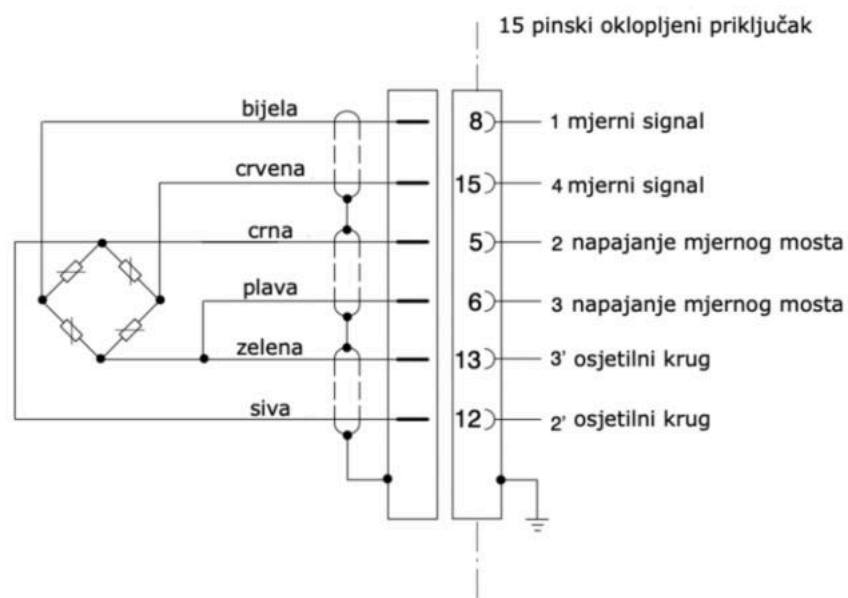 15 pinski oklopljeni priključak
bijela 8 1 mjerni signal
crvena 15 4 mjerni signal
crna 5 2 napajanje mjernog mosta
plava 6 3 napajanje mjernog mosta
zelena 13 3' osjetilni krug
siva 12 2' osjetilni krug